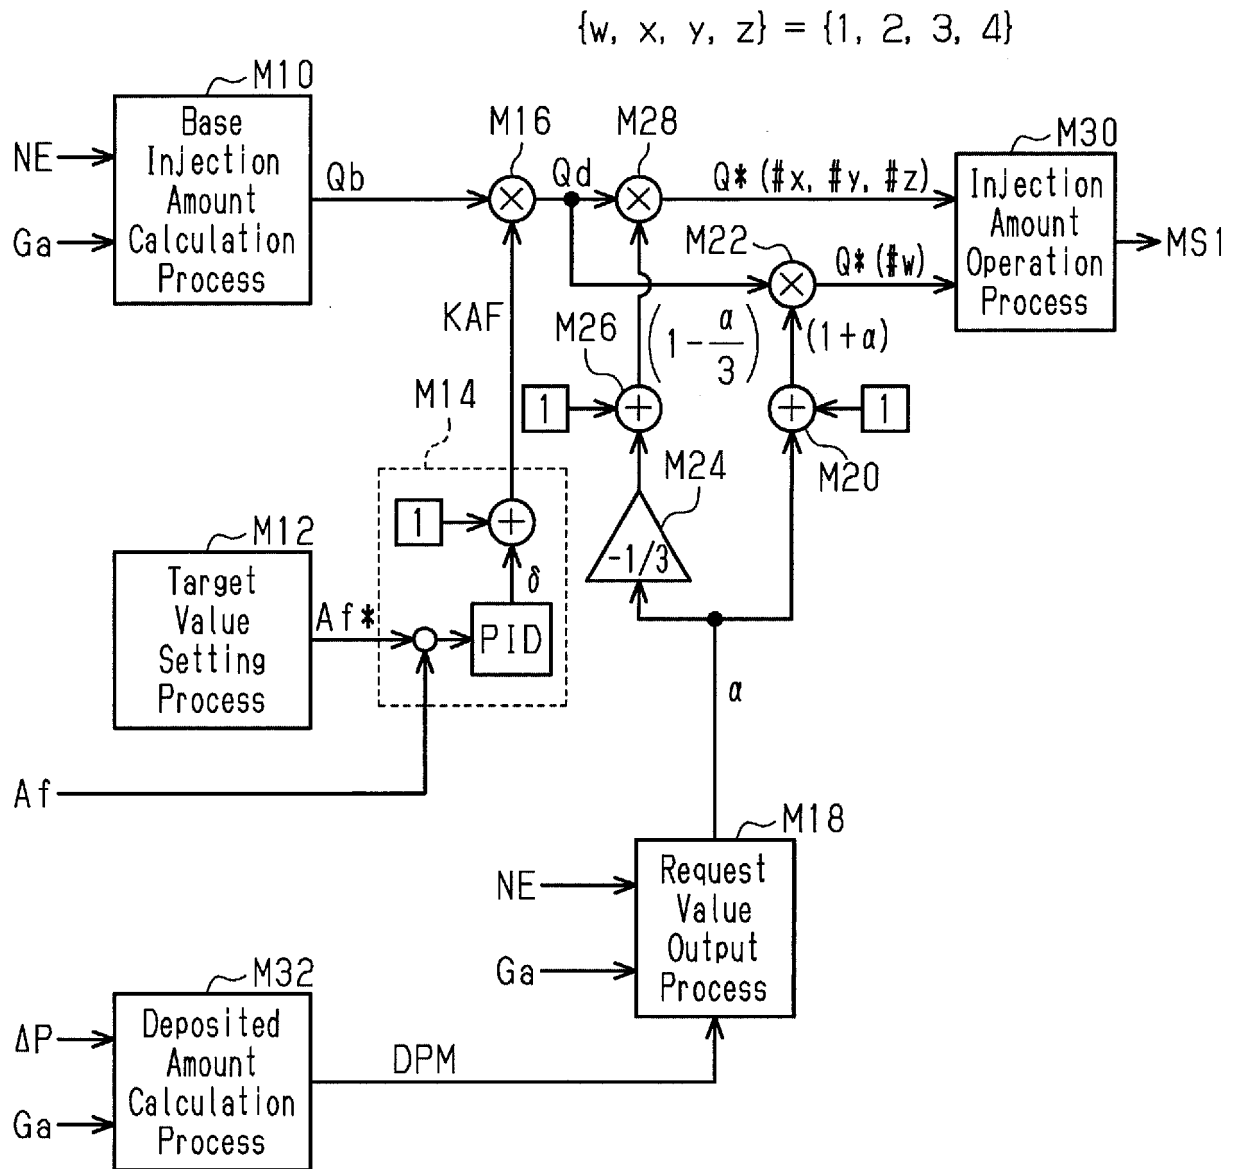 {w, x, y, z} = {1, 2, 3, 4}
M10
Base
Injection
Amount
Calculation
Process
NE
Ga
Qb
M16
Qd
M28
Q* (#x, #y, #z)
M22
Q* (#w)
M30
Injection
Amount
Operation
Process
MS1
KAF
M26
(1-α/3)
(1+α)
M14
1
1
M20
M24
-1/3
1
M12
Target
Value
Setting
Process
Af*
δ
PID
α
Af
M18
Request
Value
Output
Process
NE
Ga
M32
Deposited
Amount
Calculation
Process
ΔP
Ga
DPM